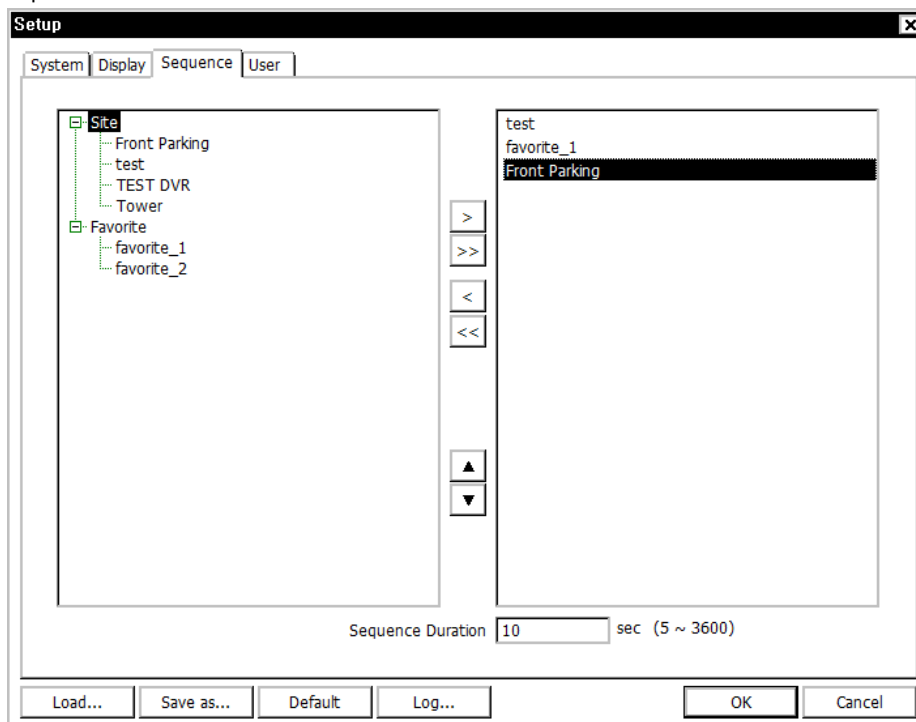 Setup
System Display Sequence User
Site
Front Parking
test
TEST DVR
Tower
Favorite
favorite_1
favorite_2
>
>>
<
<<
▲
▼
test
favorite_1
Front Parking
Sequence Duration 10 sec (5 ~ 3600)
Load... Save as... Default Log... OK Cancel